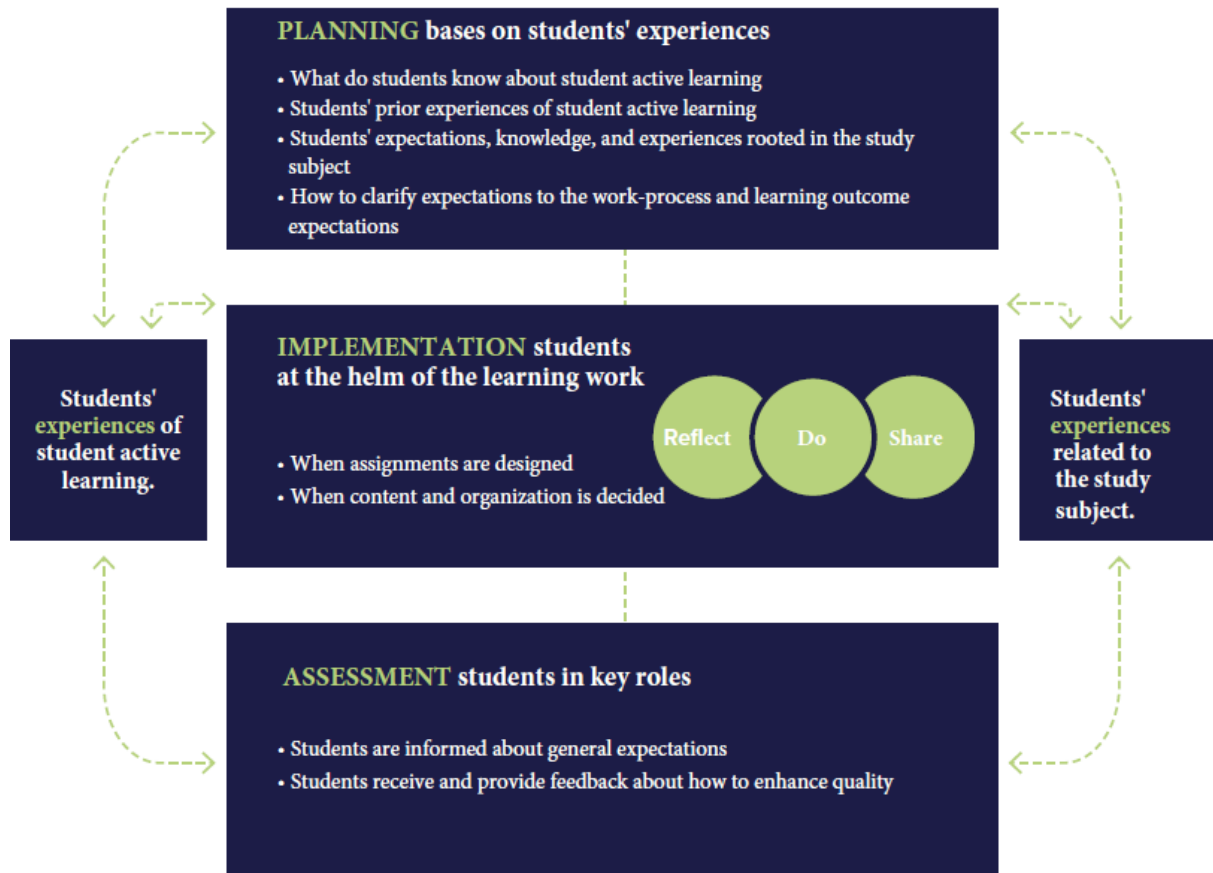 PLANNING bases on students' experiences
• What do students know about student active learning
• Students' prior experiences of student active learning
• Students' expectations, knowledge, and experiences rooted in the study
subject
• How to clarify expectations to the work-process and learning outcome
expectations
Students'
experiences of
student active
learning.
IMPLEMENTATION students
at the helm of the learning work
• When assignments are designed
• When content and organization is decided
Reflect
Do
Share
Students'
experiences
related to
the study
subject.
ASSESSMENT students in key roles
• Students are informed about general expectations
• Students receive and provide feedback about how to enhance quality